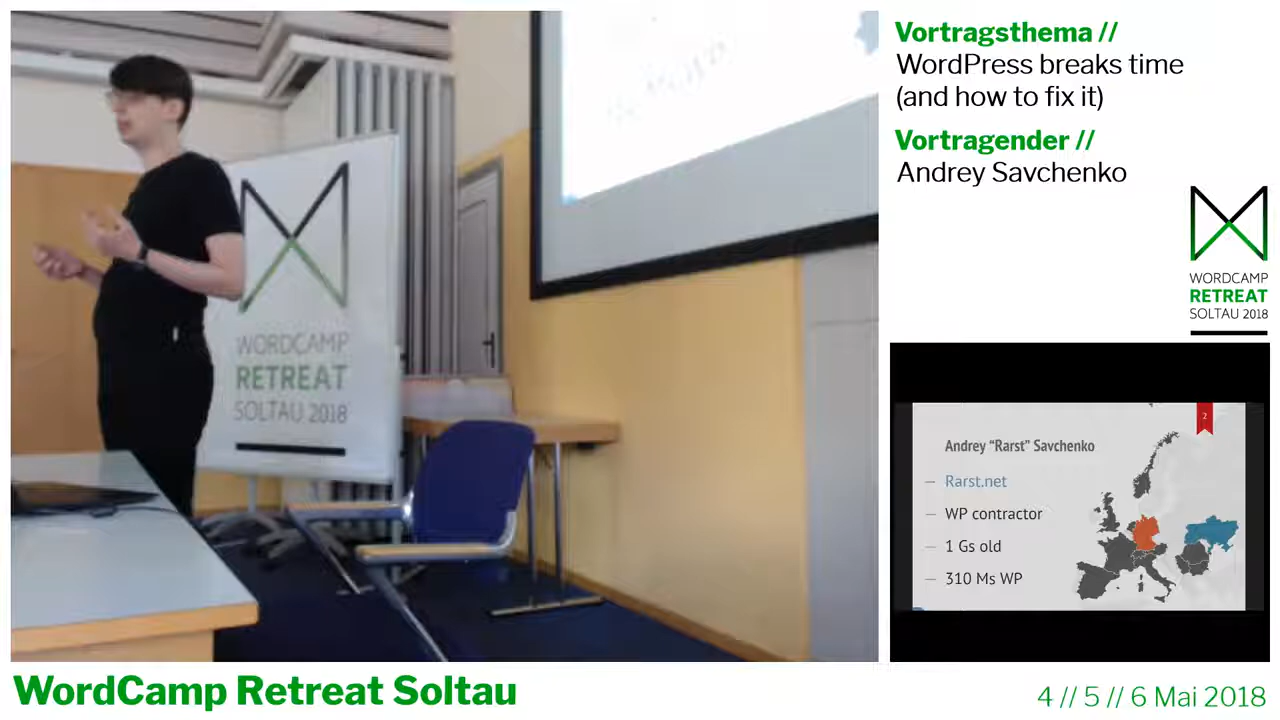 Vortragsthema //
WordPress breaks time
(and how to fix it)
Vortragender //
Andrey Savchenko
WORDCAMP
RETREAT
SOLTAU 2018
WORDCAMP
RETREAT
SOLTAU 2018
2
Andrey “Rarst” Savchenko
— Rarst.net
— WP contractor
— 1 Gs old
— 310 Ms WP
WordCamp Retreat Soltau
4 // 5 // 6 Mai 2018